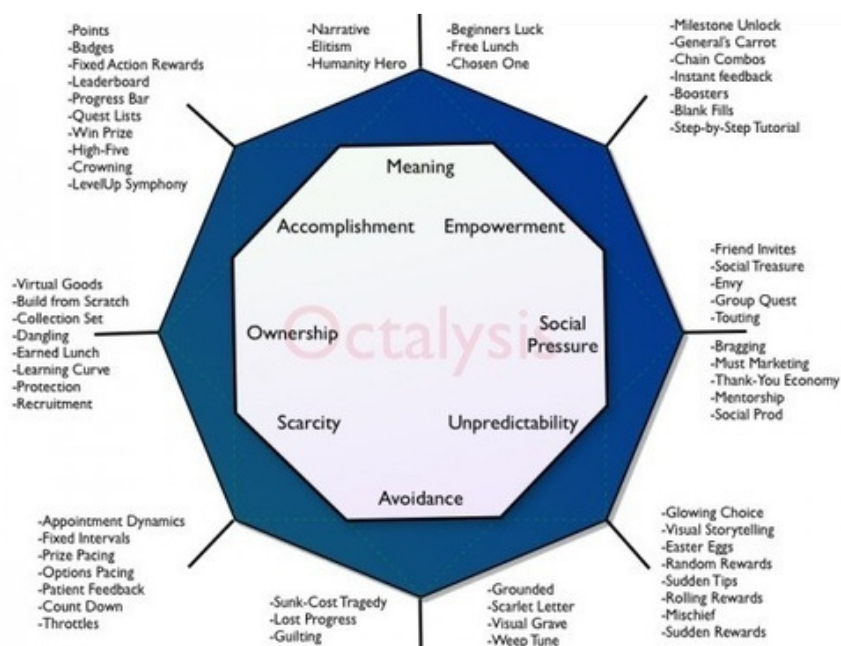 -Points
-Badges
-Fixed Action Rewards
-Leaderboard
-Progress Bar
-Quest Lists
-Win Prize
-High-Five
-Crowning
-LevelUp Symphony
-Narrative
-Elitism
-Humanity Hero
-Beginners Luck
-Free Lunch
-Chosen One
-Milestone Unlock
-General's Carrot
-Chain Combos
-Instant feedback
-Boosters
-Blank Fills
-Step-by-Step Tutorial
Meaning
Accomplishment
Empowerment
-Virtual Goods
-Build from Scratch
-Collection Set
-Dangling
-Earned Lunch
-Learning Curve
-Protection
-Recruitment
Ownership
Octalysis
Social
Pressure
-Friend Invites
-Social Treasure
-Envy
-Group Quest
-Touting
-Bragging
-Must Marketing
-Thank-You Economy
-Mentorship
-Social Prod
Scarcity
Unpredictability
Avoidance
-Appointment Dynamics
-Fixed Intervals
-Prize Pacing
-Options Pacing
-Patient Feedback
-Count Down
-Throttles
-Sunk-Cost Tragedy
-Lost Progress
-Guilting
-Grounded
-Scarlet Letter
-Visual Grave
-Weep Tune
-Glowing Choice
-Visual Storytelling
-Easter Eggs
-Random Rewards
-Sudden Tips
-Rolling Rewards
-Mischief
-Sudden Rewards